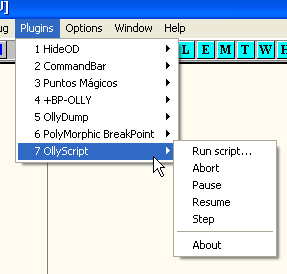 U]
ug Plugins Options Window Help
L E M T W H
1 HideOD
2 CommandBar
3 Puntos Mágicos
4 +BP-OLLY
5 OllyDump
6 PolyMorphic BreakPoint
7 OllyScript
Run script...
Abort
Pause
Resume
Step
About